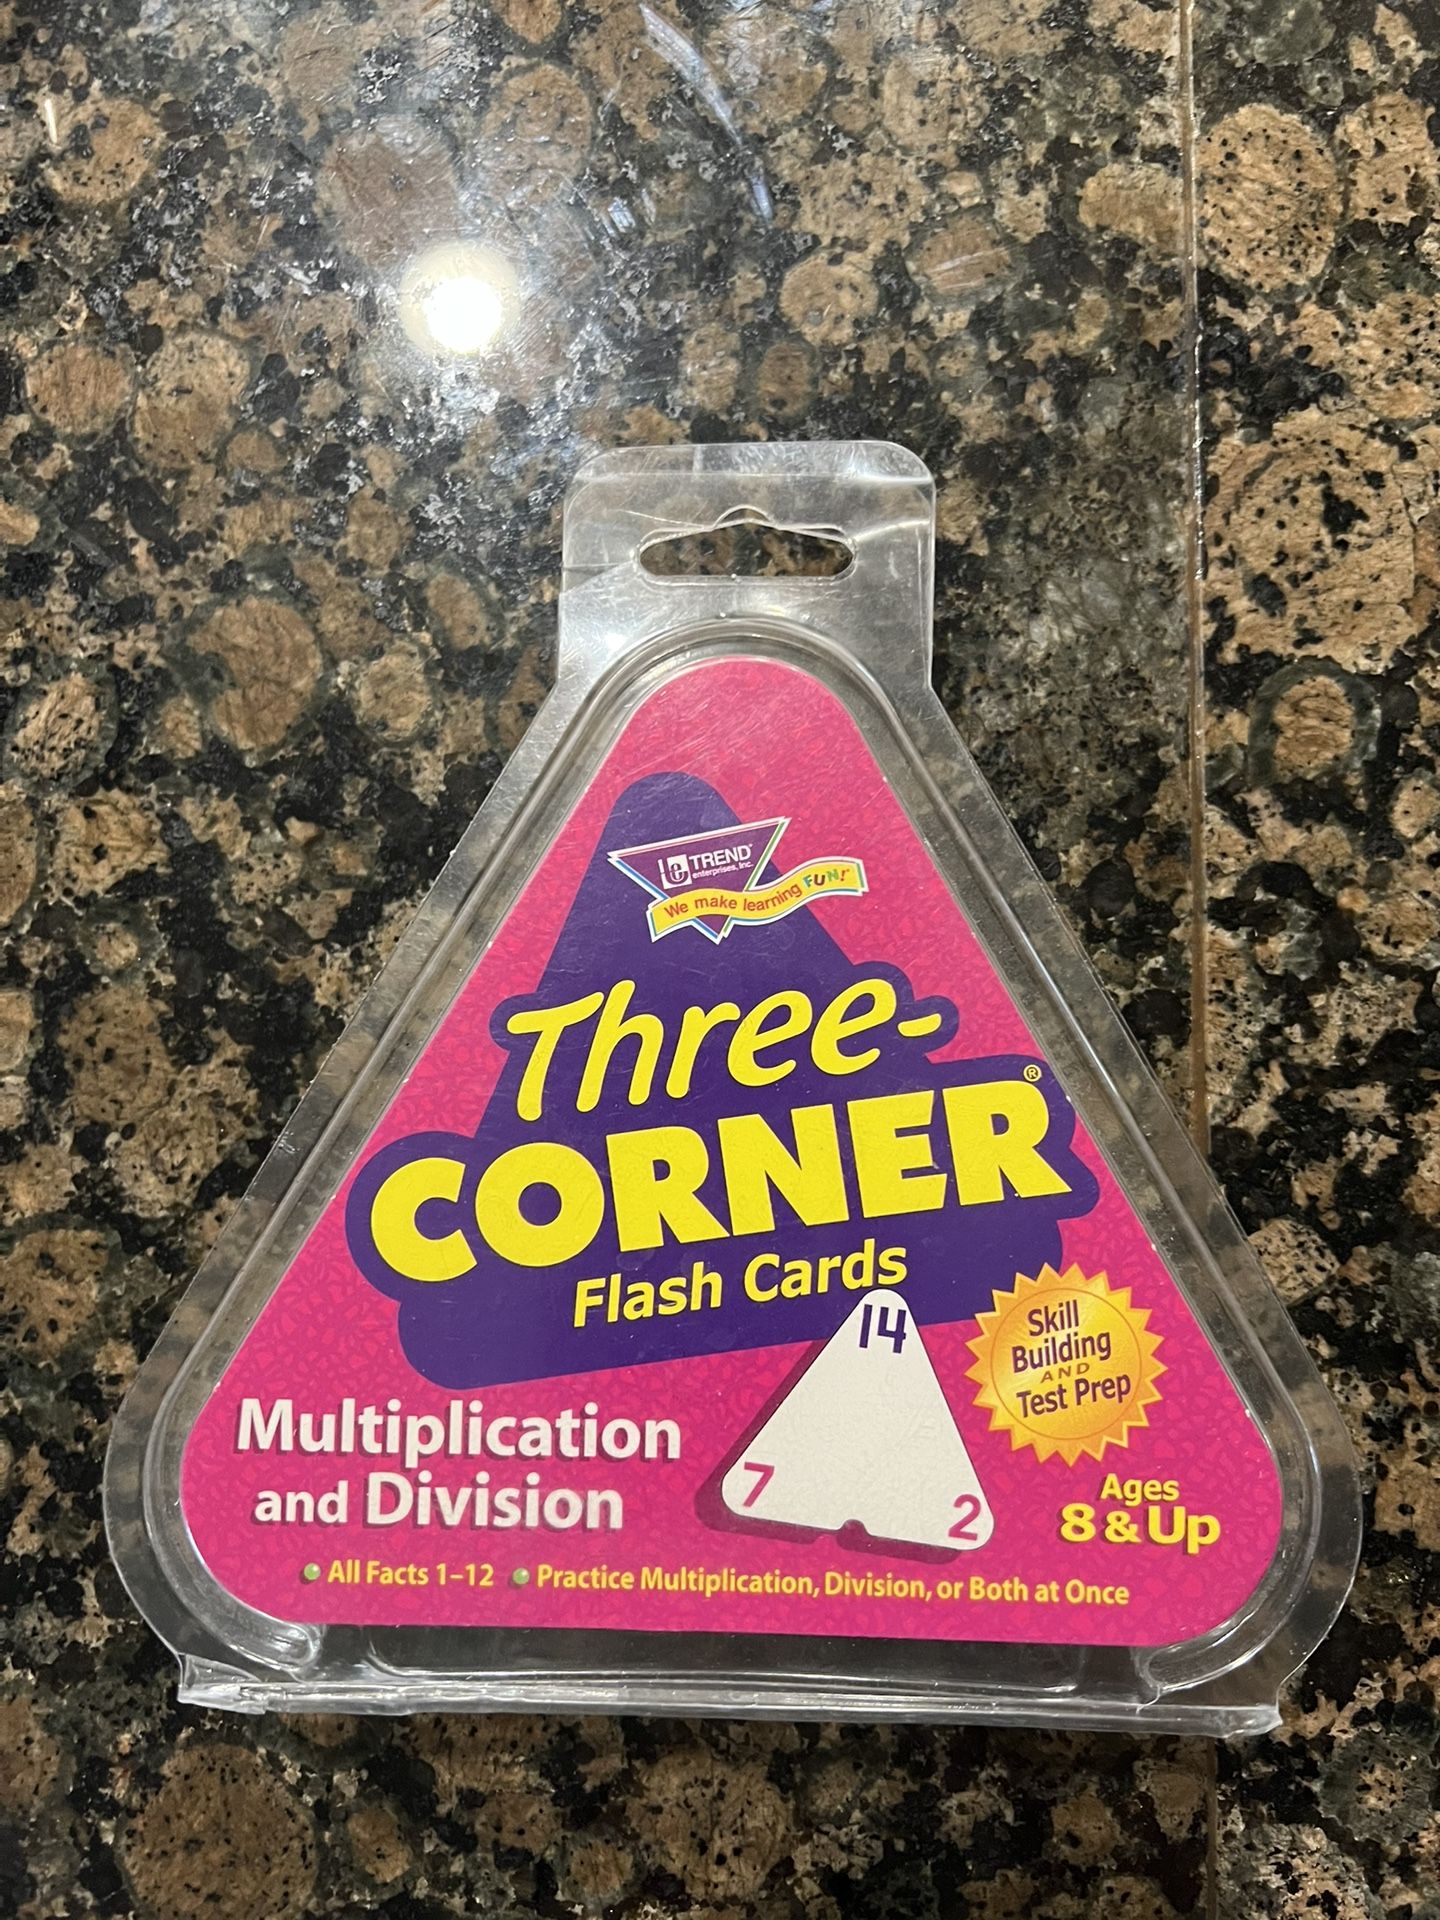 TREND
enterprises, Inc.
We make learning FUN!
Three-
CORNER®
Flash Cards
14
7
2
Skill
Building
AND
Test Prep
Multiplication
and Division
Ages
8 & Up
All Facts 1–12 • Practice Multiplication, Division, or Both at Once